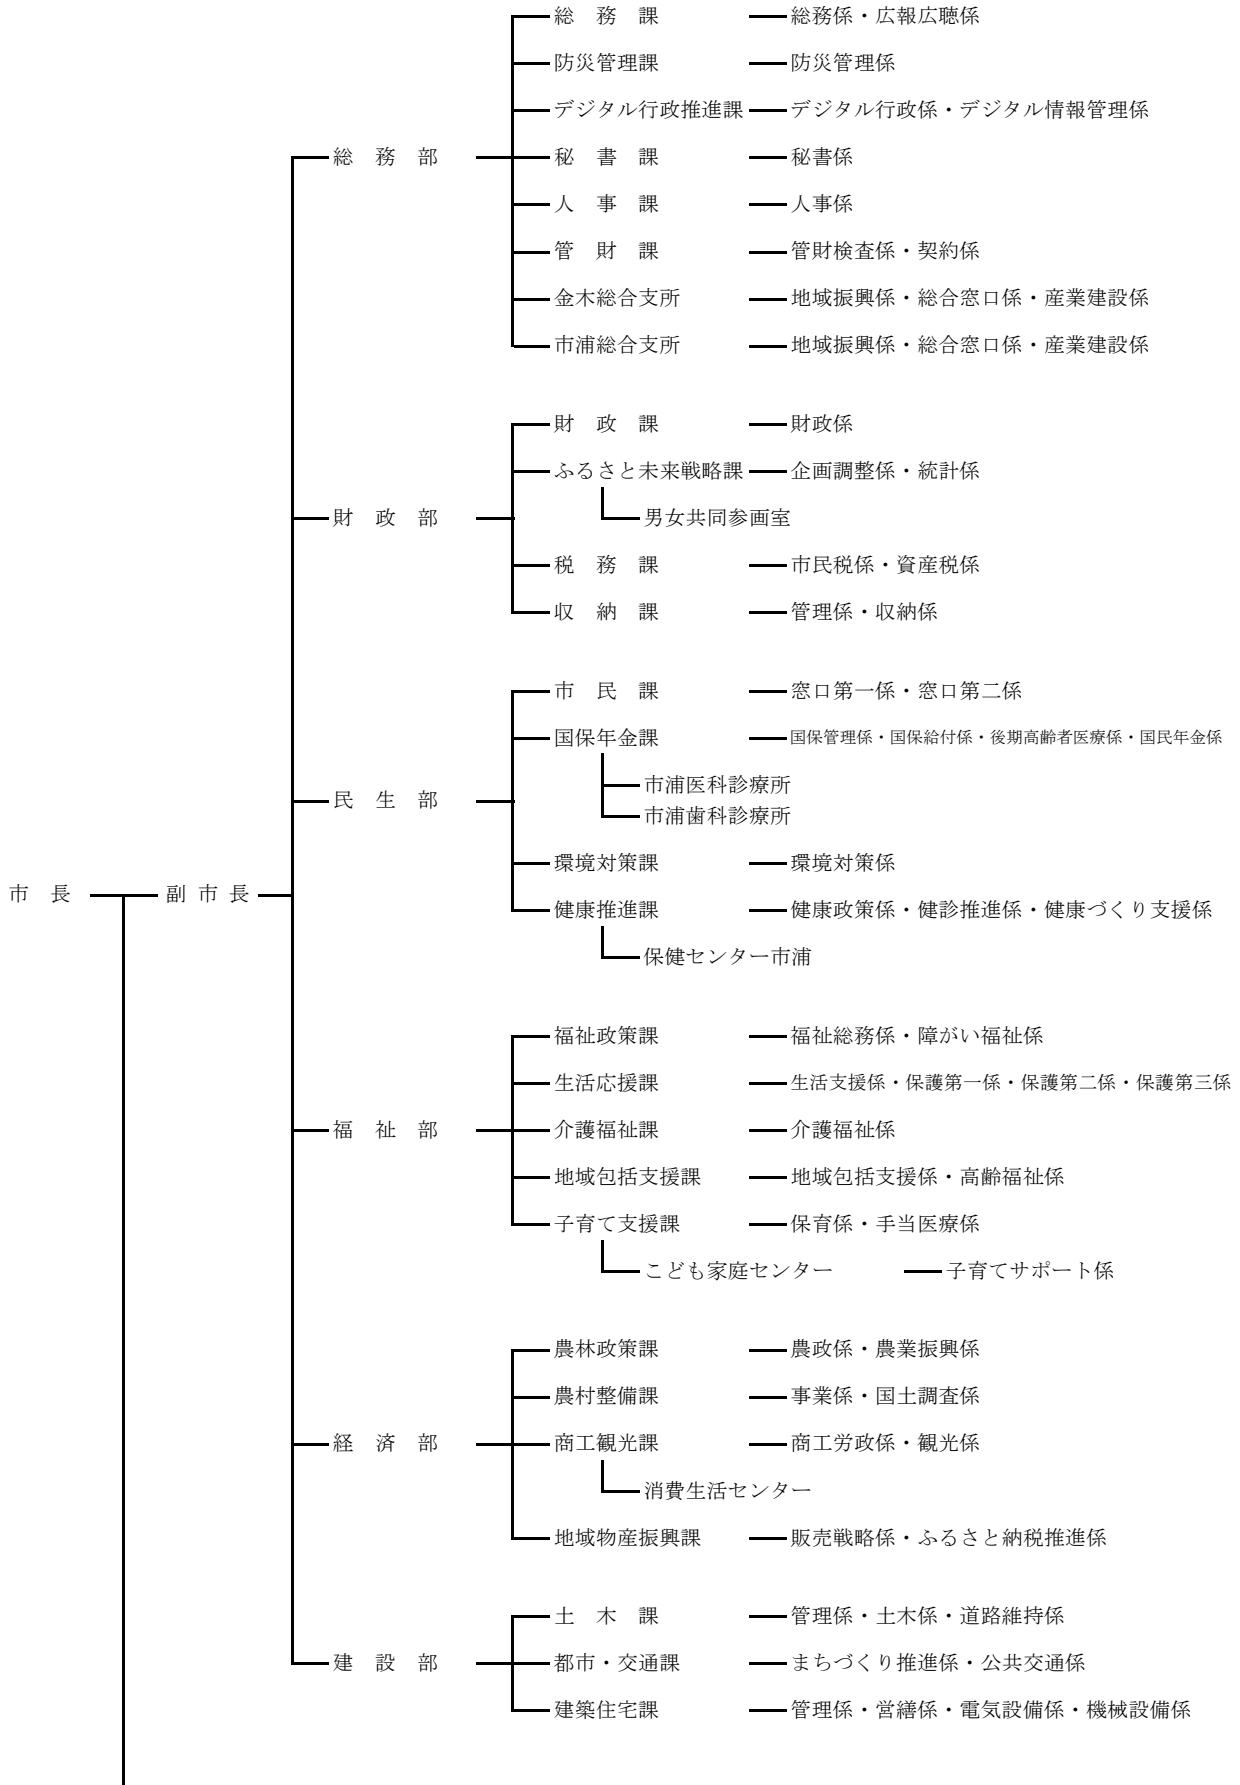 総　務　課　総務係・広報広聴係
防災管理課　防災管理係
デジタル行政推進課　デジタル行政係・デジタル情報管理係
総　務　部　秘　書　課　秘書係
人　事　課　人事係
管　財　課　管財検査係・契約係
金木総合支所　地域振興係・総合窓口係・産業建設係
市浦総合支所　地域振興係・総合窓口係・産業建設係
財　政　課　財政係
ふるさと未来戦略課　企画調整係・統計係
財　政　部　男女共同参画室
税　務　課　市民税係・資産税係
収　納　課　管理係・収納係
市　民　課　窓口第一係・窓口第二係
国保年金課　国保管理係・国保給付係・後期高齢者医療係・国民年金係
市浦医科診療所
民　生　部
市浦歯科診療所
環境対策課　環境対策係
市　長　副 市 長
健康推進課　健康政策係・健診推進係・健康づくり支援係
保健センター市浦
福祉政策課　福祉総務係・障がい福祉係
生活応援課　生活支援係・保護第一係・保護第二係・保護第三係
福　祉　部　介護福祉課　介護福祉係
地域包括支援課　地域包括支援係・高齢福祉係
子育て支援課　保育係・手当医療係
こども家庭センター　子育てサポート係
農林政策課　農政係・農業振興係
農村整備課　事業係・国土調査係
経　済　部　商工観光課　商工労政係・観光係
消費生活センター
地域物産振興課　販売戦略係・ふるさと納税推進係
土　木　課　管理係・土木係・道路維持係
建　設　部　都市・交通課　まちづくり推進係・公共交通係
建築住宅課　管理係・営繕係・電気設備係・機械設備係